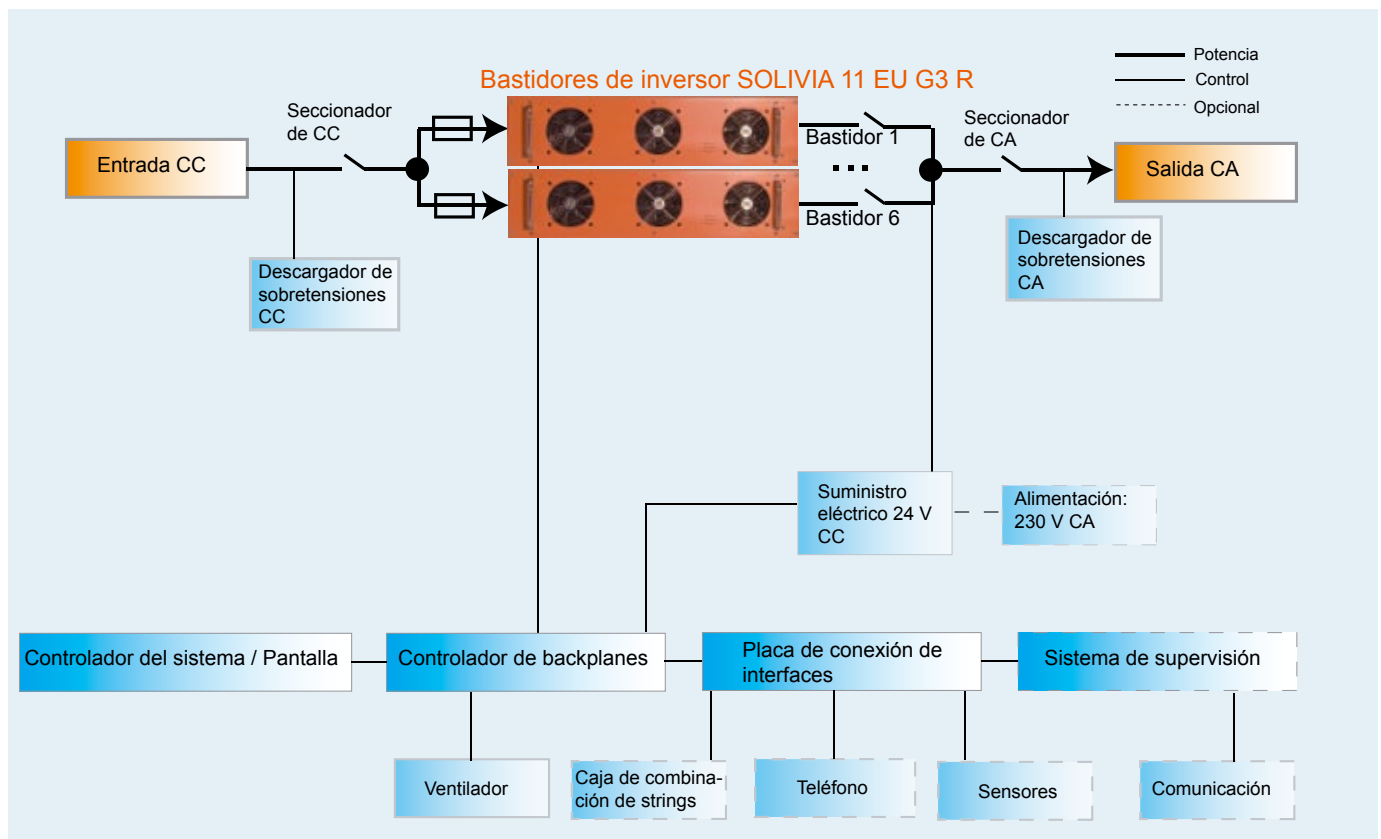 Bastidores de inversor SOLIVIA 11 EU G3 R
Potencia
Control
Opcional
Seccionador
de CC
Entrada CC
Bastidor 1
Bastidor 6
Seccionador
de CA
Salida CA
Descargador de
sobretensiones
CC
Descargador de
sobretensiones
CA
Suministro
eléctrico 24 V
CC
Alimentación:
230 V CA
Controlador del sistema / Pantalla
Controlador de backplanes
Placa de conexión de
interfaces
Sistema de supervisión
Ventilador
Caja de combina-
ción de strings
Teléfono
Sensores
Comunicación